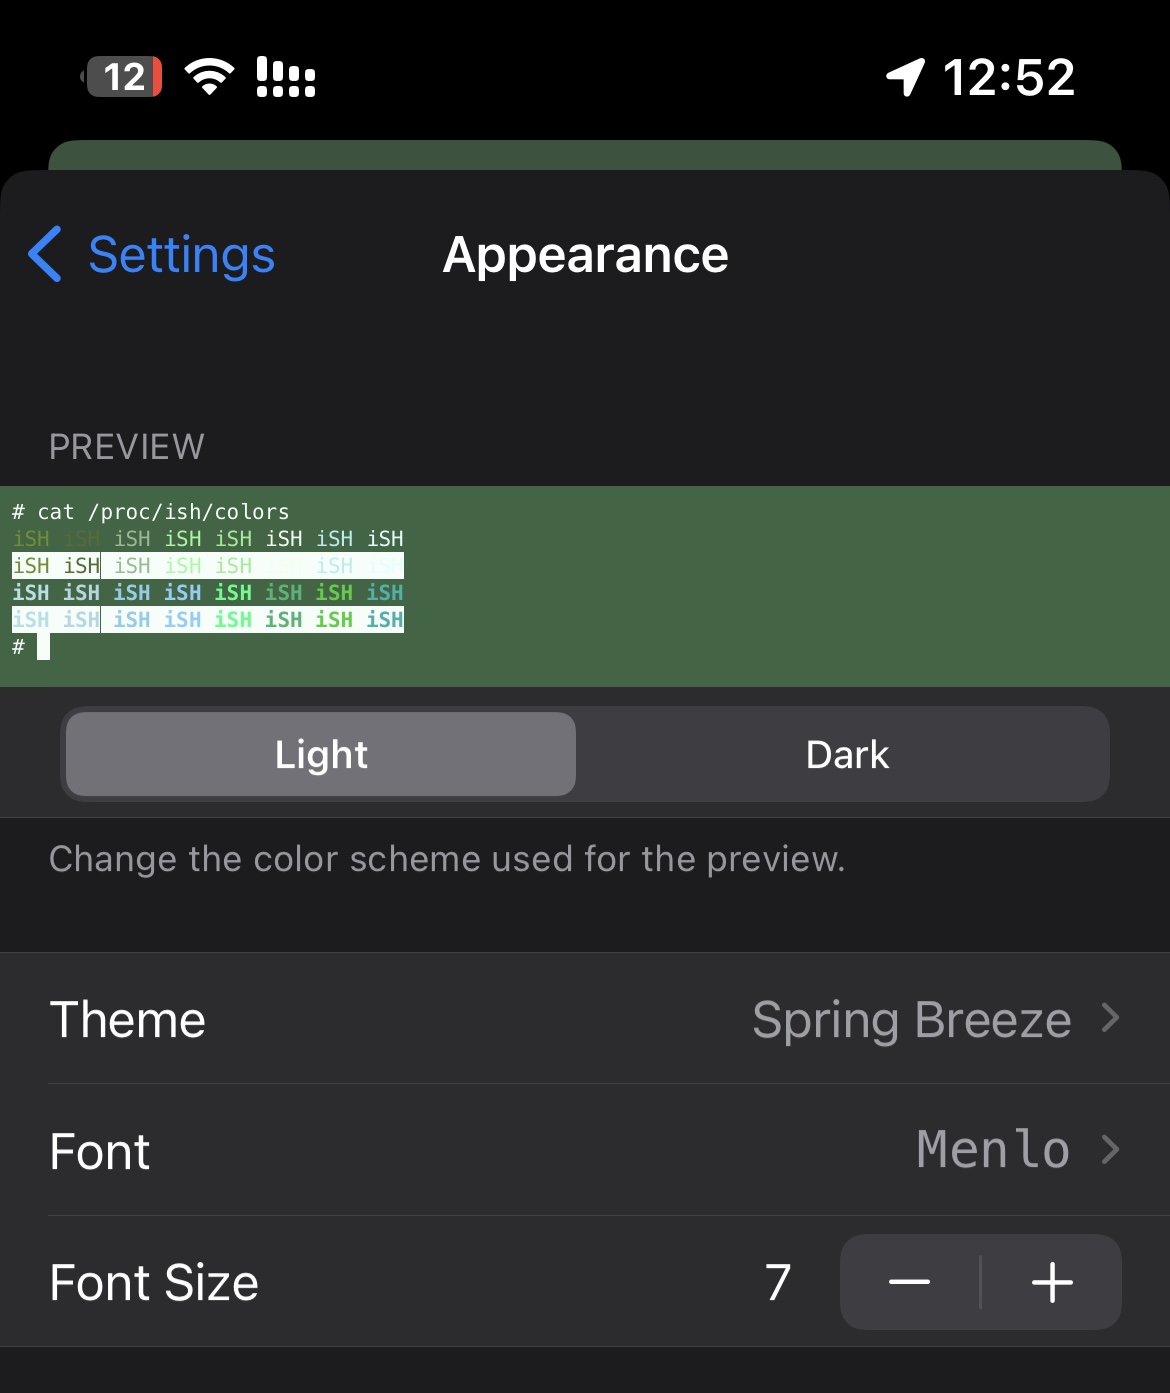 12 12:52
Settings Appearance
PREVIEW
# cat /proc/ish/colors
iSH iSH iSH iSH iSH iSH iSH iSH
iSH iSH iSH iSH iSH iSH iSH
iSH iSH iSH iSH iSH iSH iSH iSH
iSH iSH iSH iSH iSH iSH iSH iSH
#
Light Dark
Change the color scheme used for the preview.
Theme Spring Breeze
Font Menlo
Font Size 7 — +